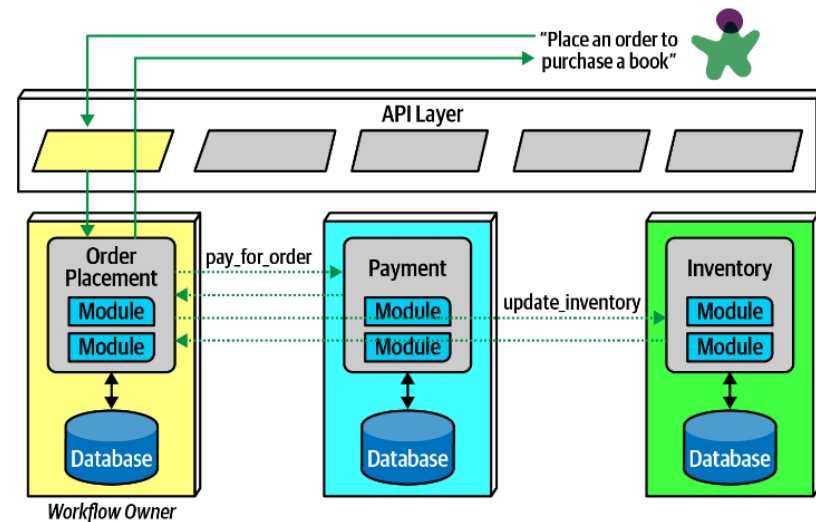 “Place an order to
purchase a book”
API Layer
Order
Placement
Module
Module
Database
pay_for_order
Payment
Module
Module
Database
update_inventory
Inventory
Module
Module
Database
Workflow Owner